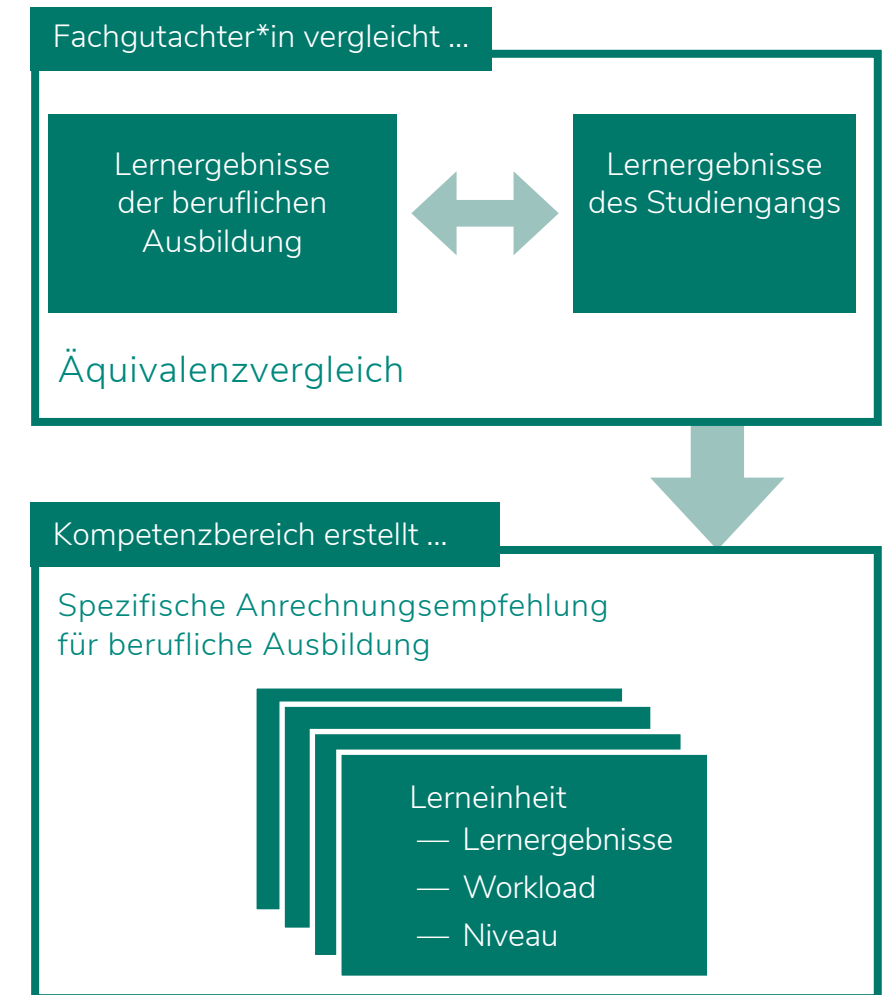 Fachgutachter*in vergleicht ...
Lernergebnisse
der beruflichen
Ausbildung
Lernergebnisse
des Studiengangs
Äquivalenzvergleich
Kompetenzbereich erstellt ...
Spezifische Anrechnungsempfehlung
für berufliche Ausbildung
Lerneinheit
— Lernergebnisse
— Workload
— Niveau